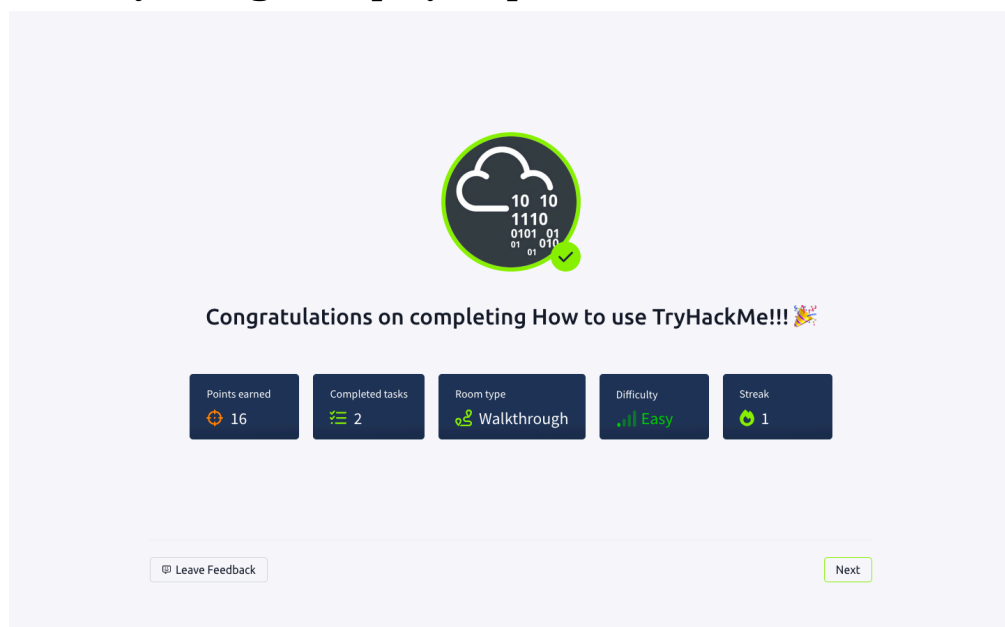 10 10
1110
0101 01
01 010
01
Congratulations on completing How to use TryHackMe!!! 🎉
Points earned
16
Completed tasks
2
Room type
Walkthrough
Difficulty
Easy
Streak
1
Leave Feedback
Next